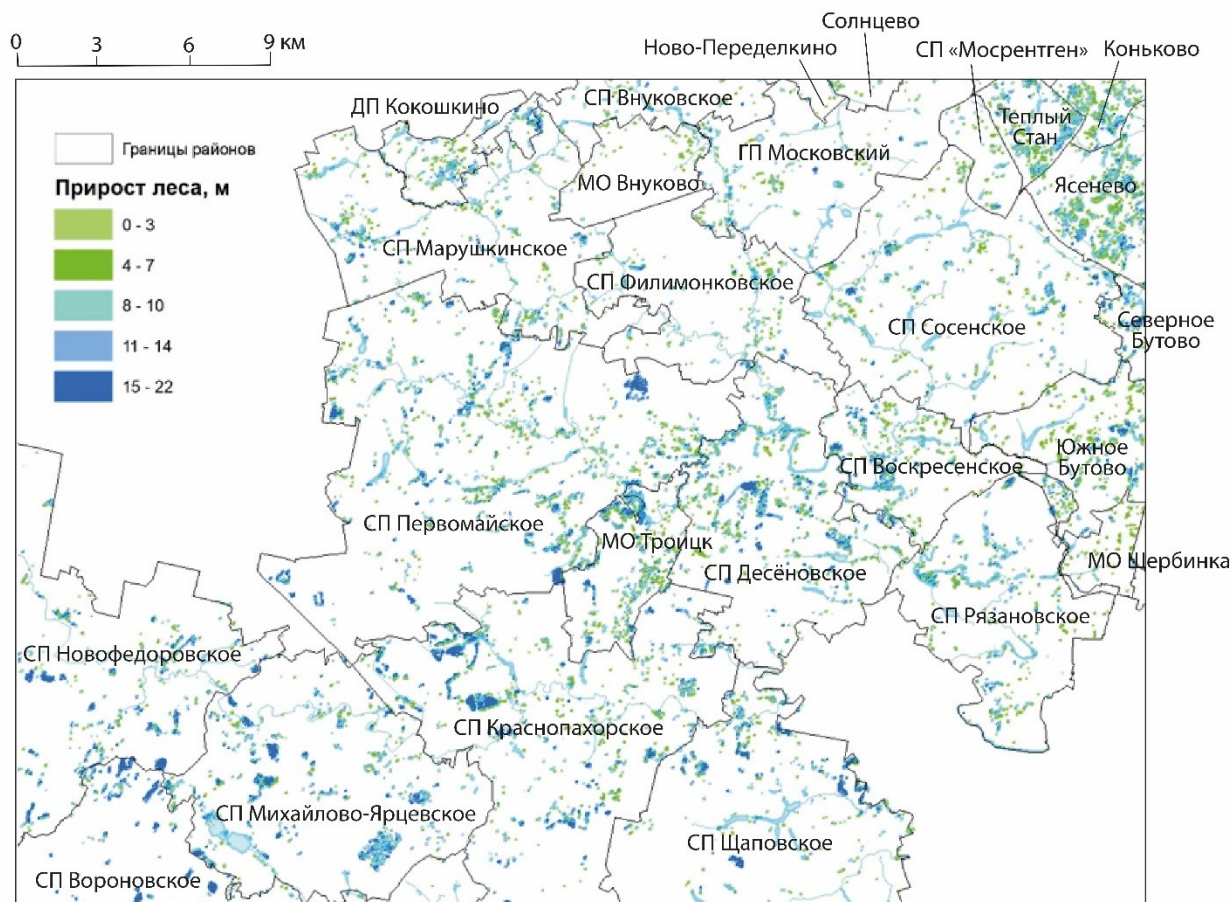 0 3 6 9 км
Солнцево
Ново-Переделкино
СП «Мосрентген»
Коньково
ДП Кокошкино
СП Внуковское
Теплый
Стан
Границы районов
ГП Московский
МО Внуково
Ясенево
Прирост леса, м
0 - 3
4 - 7
8 - 10
11 - 14
15 - 22
СП Марушкинское
СП Филимонковское
СП Сосенское
Северное
Бутово
Южное
Бутово
СП Воскресенское
СП Первомайское
МО Троицк
СП Десёновское
МО Щербинка
СП Рязановское
СП Новофедоровское
СП Краснопахорское
СП Михайлово-Ярцевское
СП Щаповское
СП Вороновское